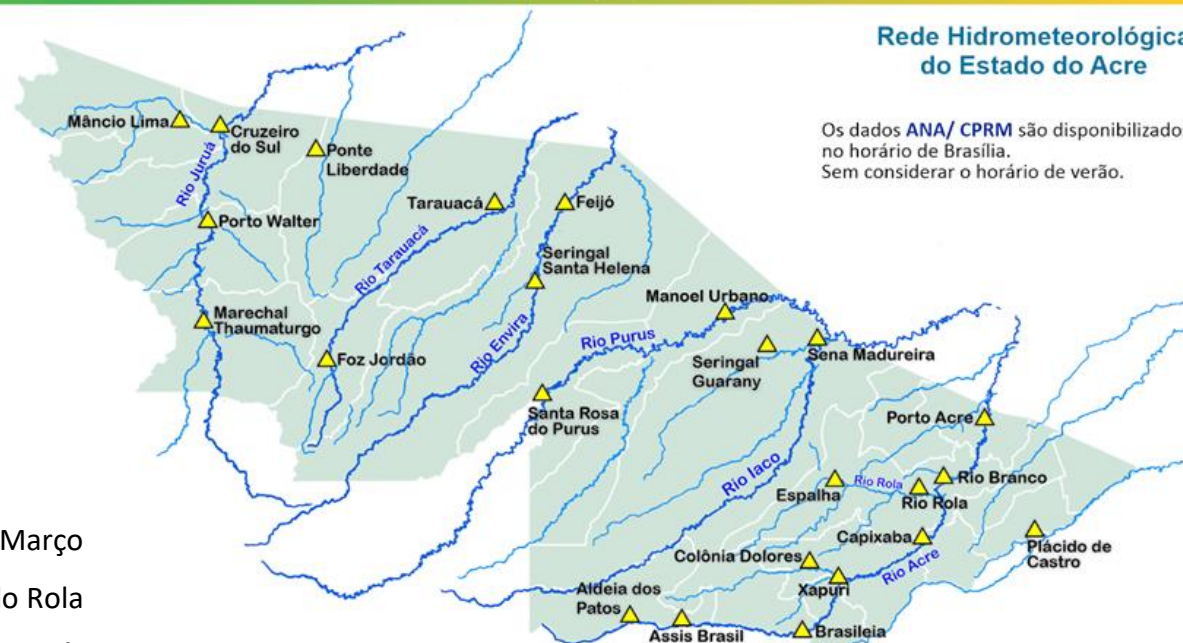 Rede Hidrometeorológica
do Estado do Acre
Os dados ANA/ CPRM são disponibilizado
no horário de Brasília.
Sem considerar o horário de verão.
Mâncio Lima
Cruzeiro
do Sul
Ponte
Liberdade
Rio Juruá
Porto Walter
Tarauacá
Feijó
Rio Tarauacá
Seringal
Santa Helena
Marechal
Thaumaturgo
Foz Jordão
Rio Envira
Manoel Urbano
Rio Purus
Seringal
Guarany
Sena Madureira
Santa Rosa
do Purus
Porto Acre
Rio Iaco
Espalha
Rio Rola
Rio Rola
Rio Branco
Capixaba
Plácido de
Castro
Colônia Dolores
Rio Acre
Xapuri
Aldeia dos
Patos
Assis Brasil
Brasileia
Março
Rola